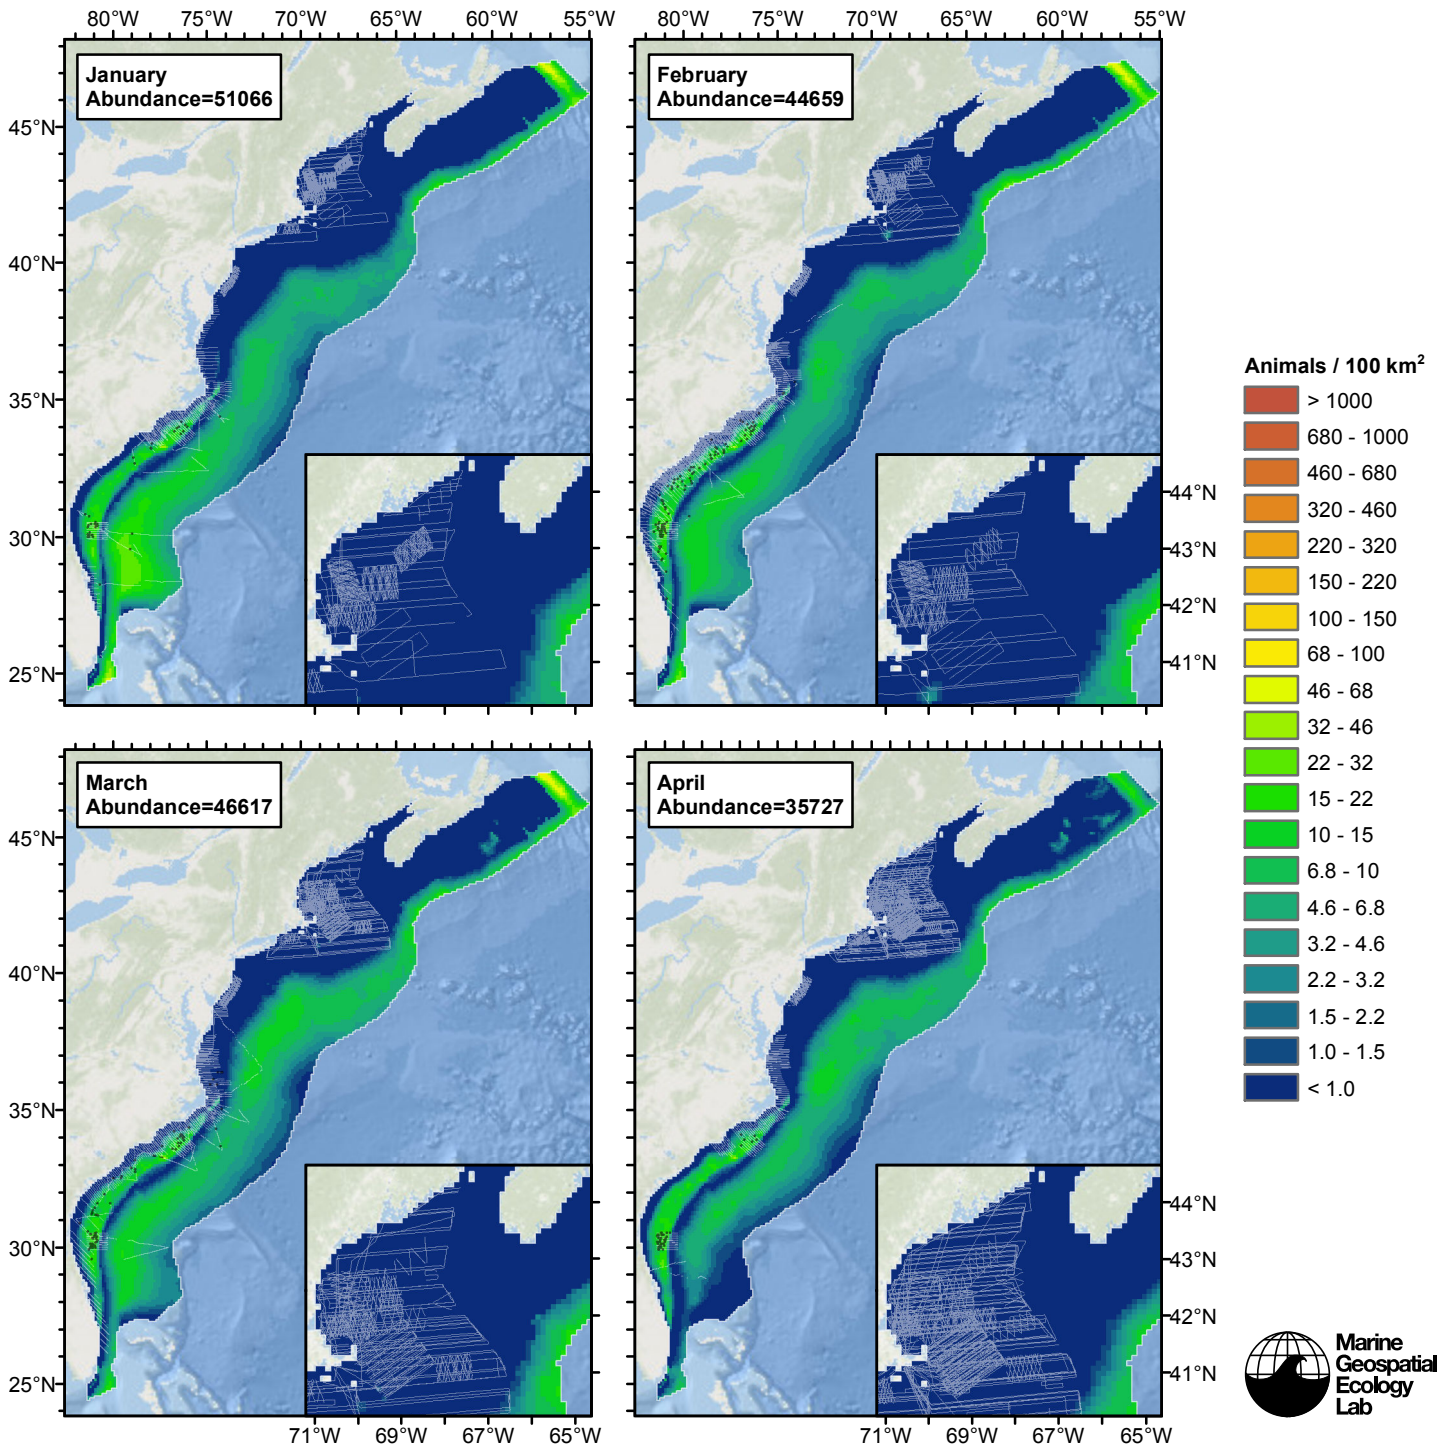 80°W 75°W 70°W 65°W 60°W 55°W
80°W 75°W 70°W 65°W 60°W 55°W
January
Abundance=51066
February
Abundance=44659
45°N
40°N
35°N
30°N
25°N
44°N
43°N
42°N
41°N
March
Abundance=46617
April
Abundance=35727
45°N
40°N
35°N
30°N
25°N
44°N
43°N
42°N
41°N
71°W 69°W 67°W 65°W
71°W 69°W 67°W 65°W
Animals / 100 km²
> 1000
680 - 1000
460 - 680
320 - 460
220 - 320
150 - 220
100 - 150
68 - 100
46 - 68
32 - 46
22 - 32
15 - 22
10 - 15
6.8 - 10
4.6 - 6.8
3.2 - 4.6
2.2 - 3.2
1.5 - 2.2
1.0 - 1.5
< 1.0
Marine
Geospatial
Ecology
Lab